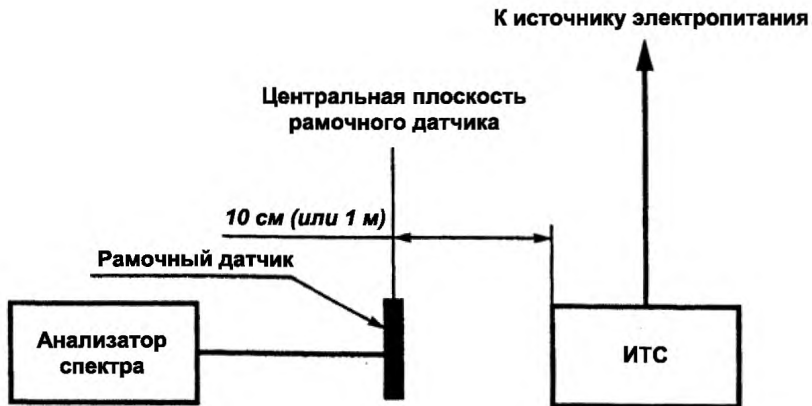 К источнику электропитания
Центральная плоскость
рамочного датчика
10 см (или 1 м)
Рамочный датчик
Анализатор
спектра
ИТС